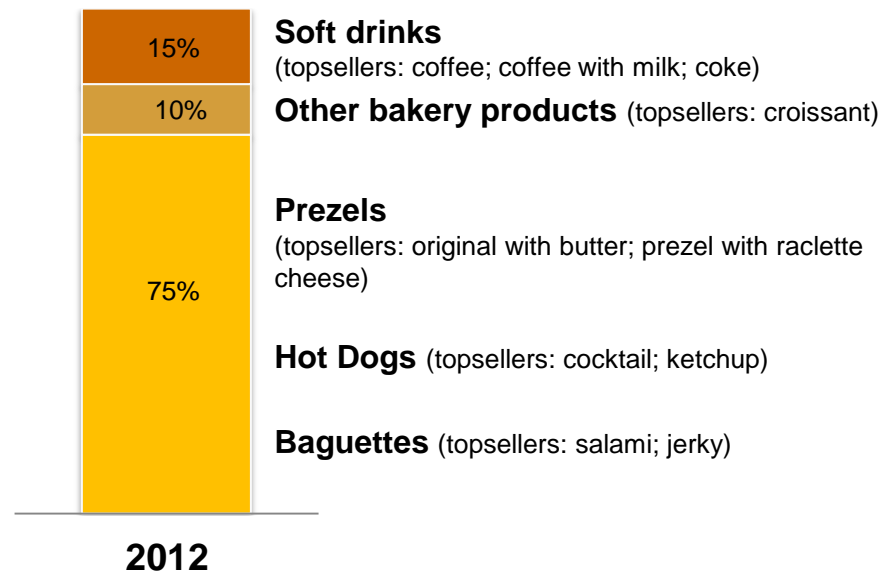 15%
Soft drinks
(topsellers: coffee; coffee with milk; coke)
10%
Other bakery products (topsellers: croissant)
Prezels
(topsellers: original with butter; prezel with raclette
cheese)
75%
Hot Dogs (topsellers: cocktail; ketchup)
Baguettes (topsellers: salami; jerky)
2012